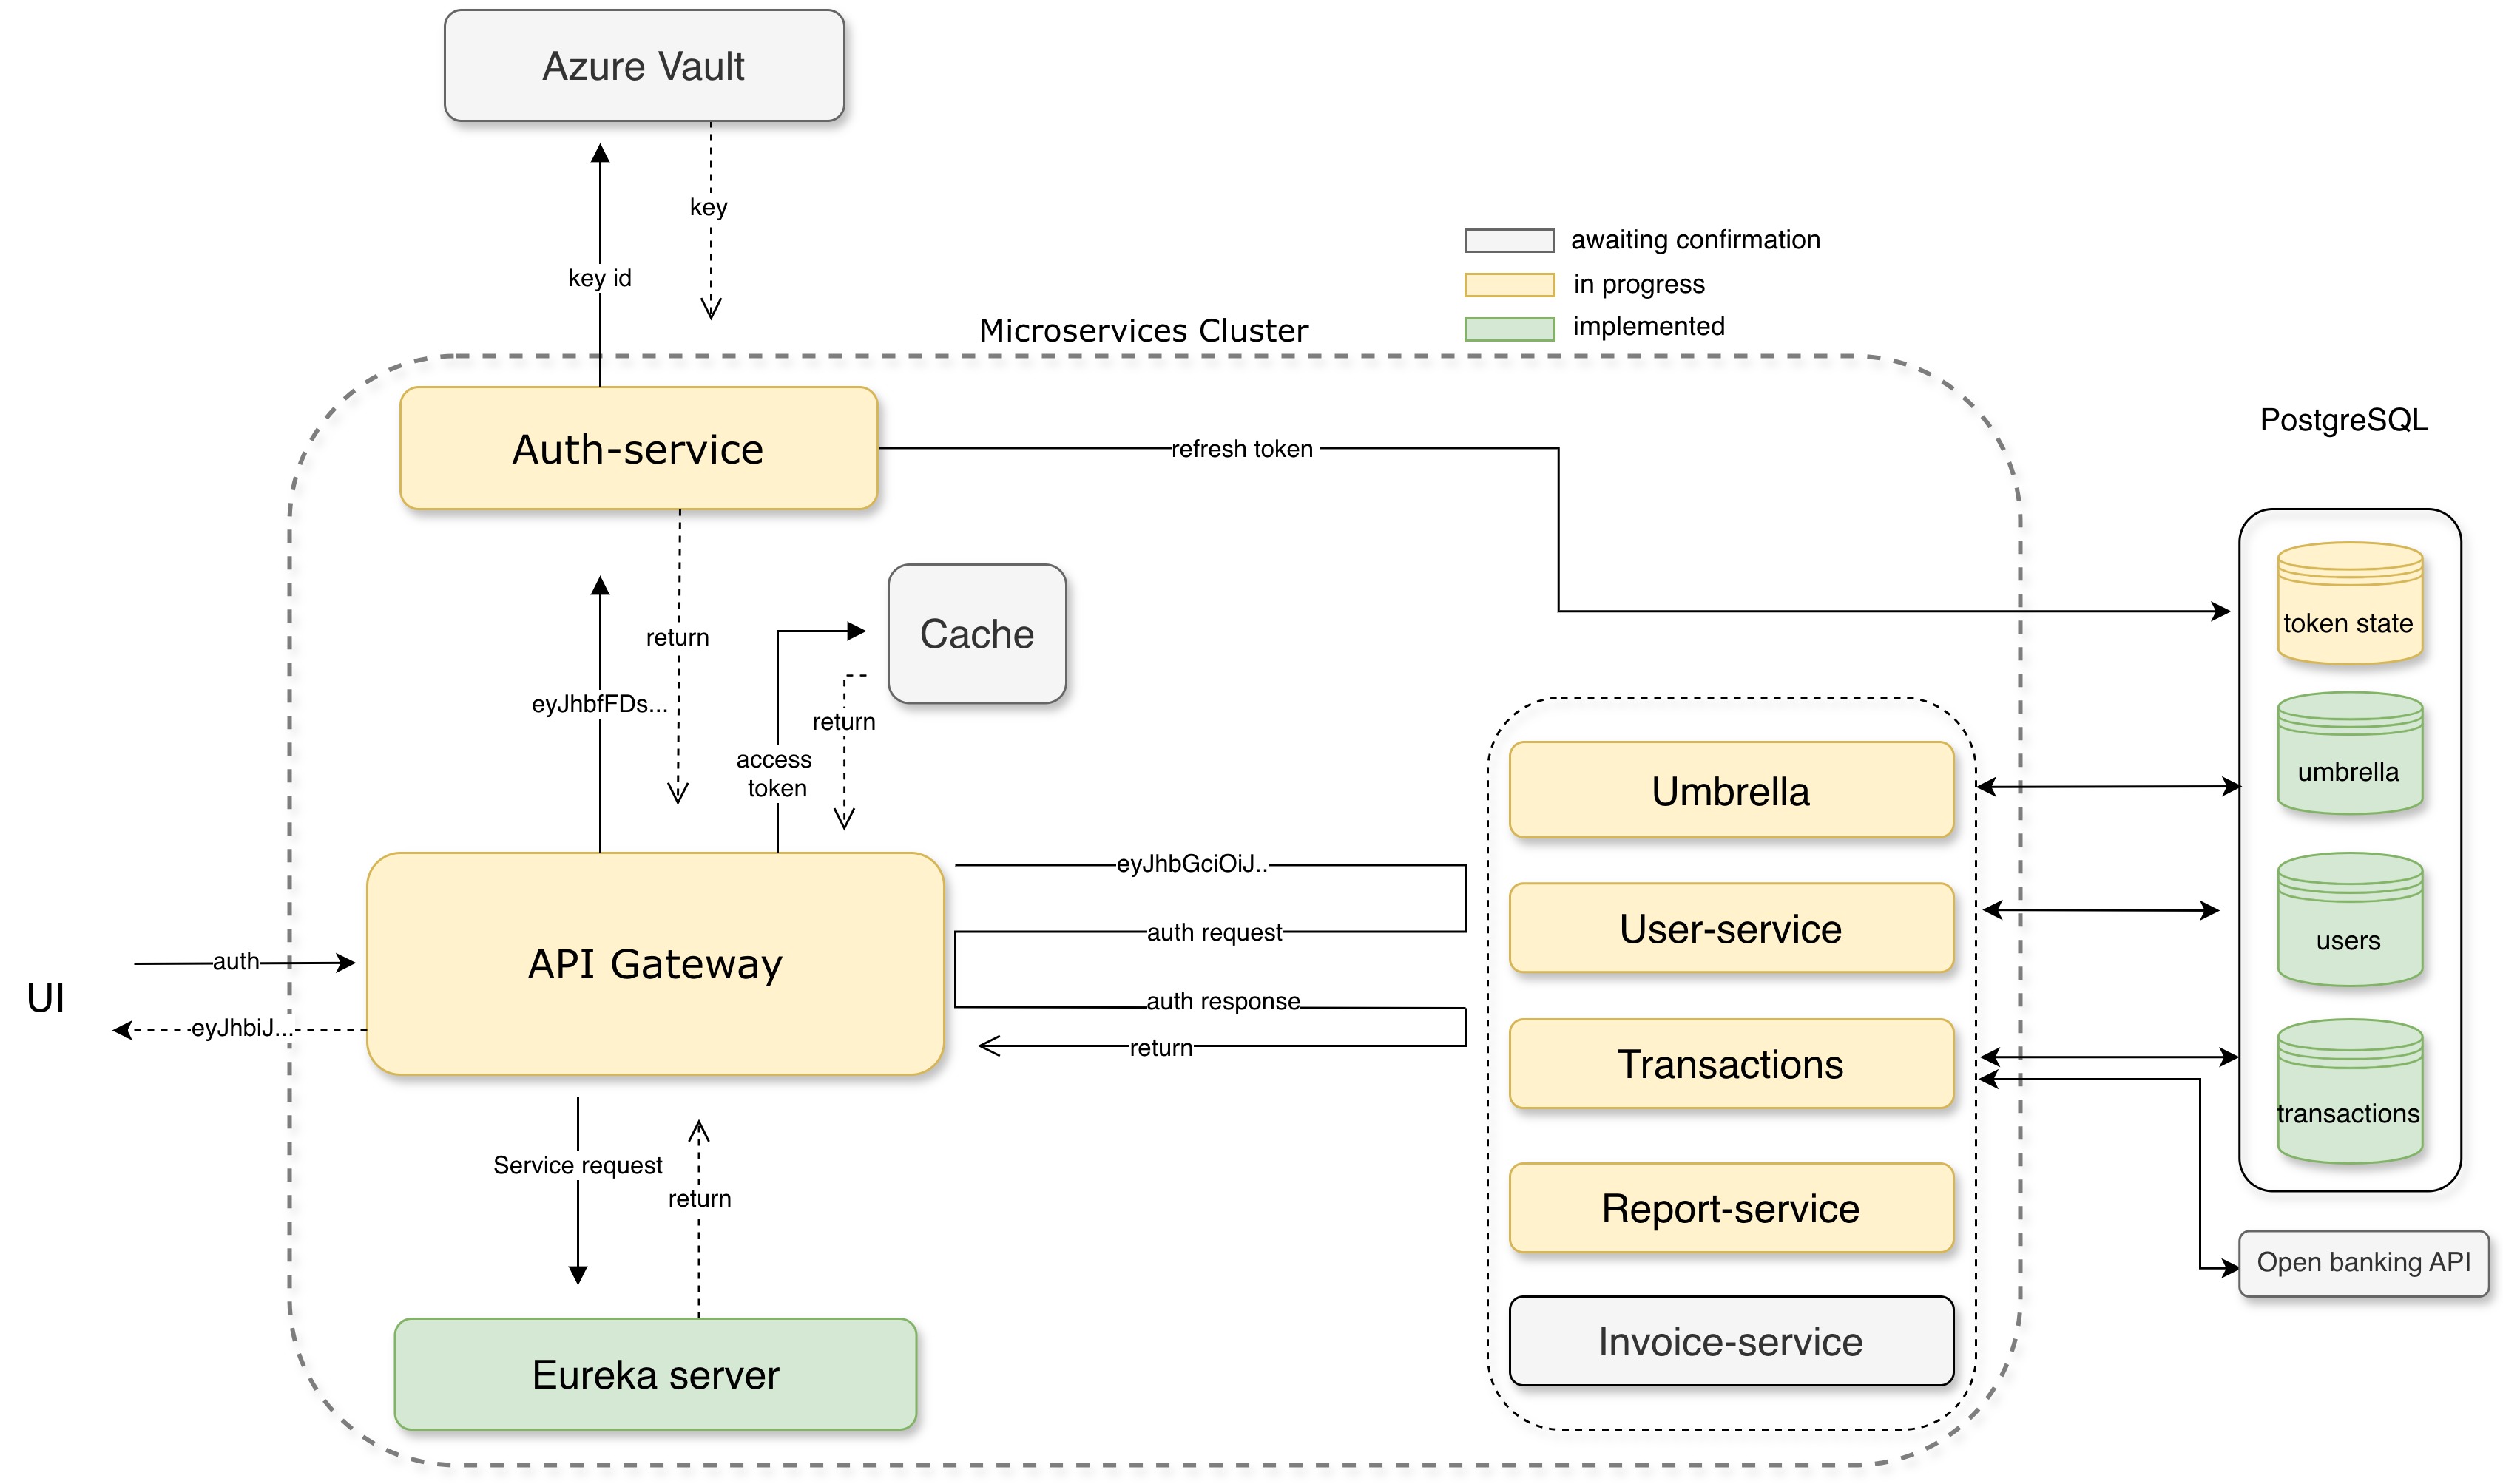 Azure Vault
key
key id
awaiting confirmation
in progress
implemented
Microservices Cluster
Auth-service
refresh token
PostgreSQL
token state
Cache
return
eyJhbfFDs...
return
access
token
Umbrella
umbrella
eyJhbGciOiJ..
User-service
auth request
users
API Gateway
auth
UI
eyJhbiJ...
auth response
return
Transactions
transactions
Service request
return
Report-service
Open banking API
Invoice-service
Eureka server